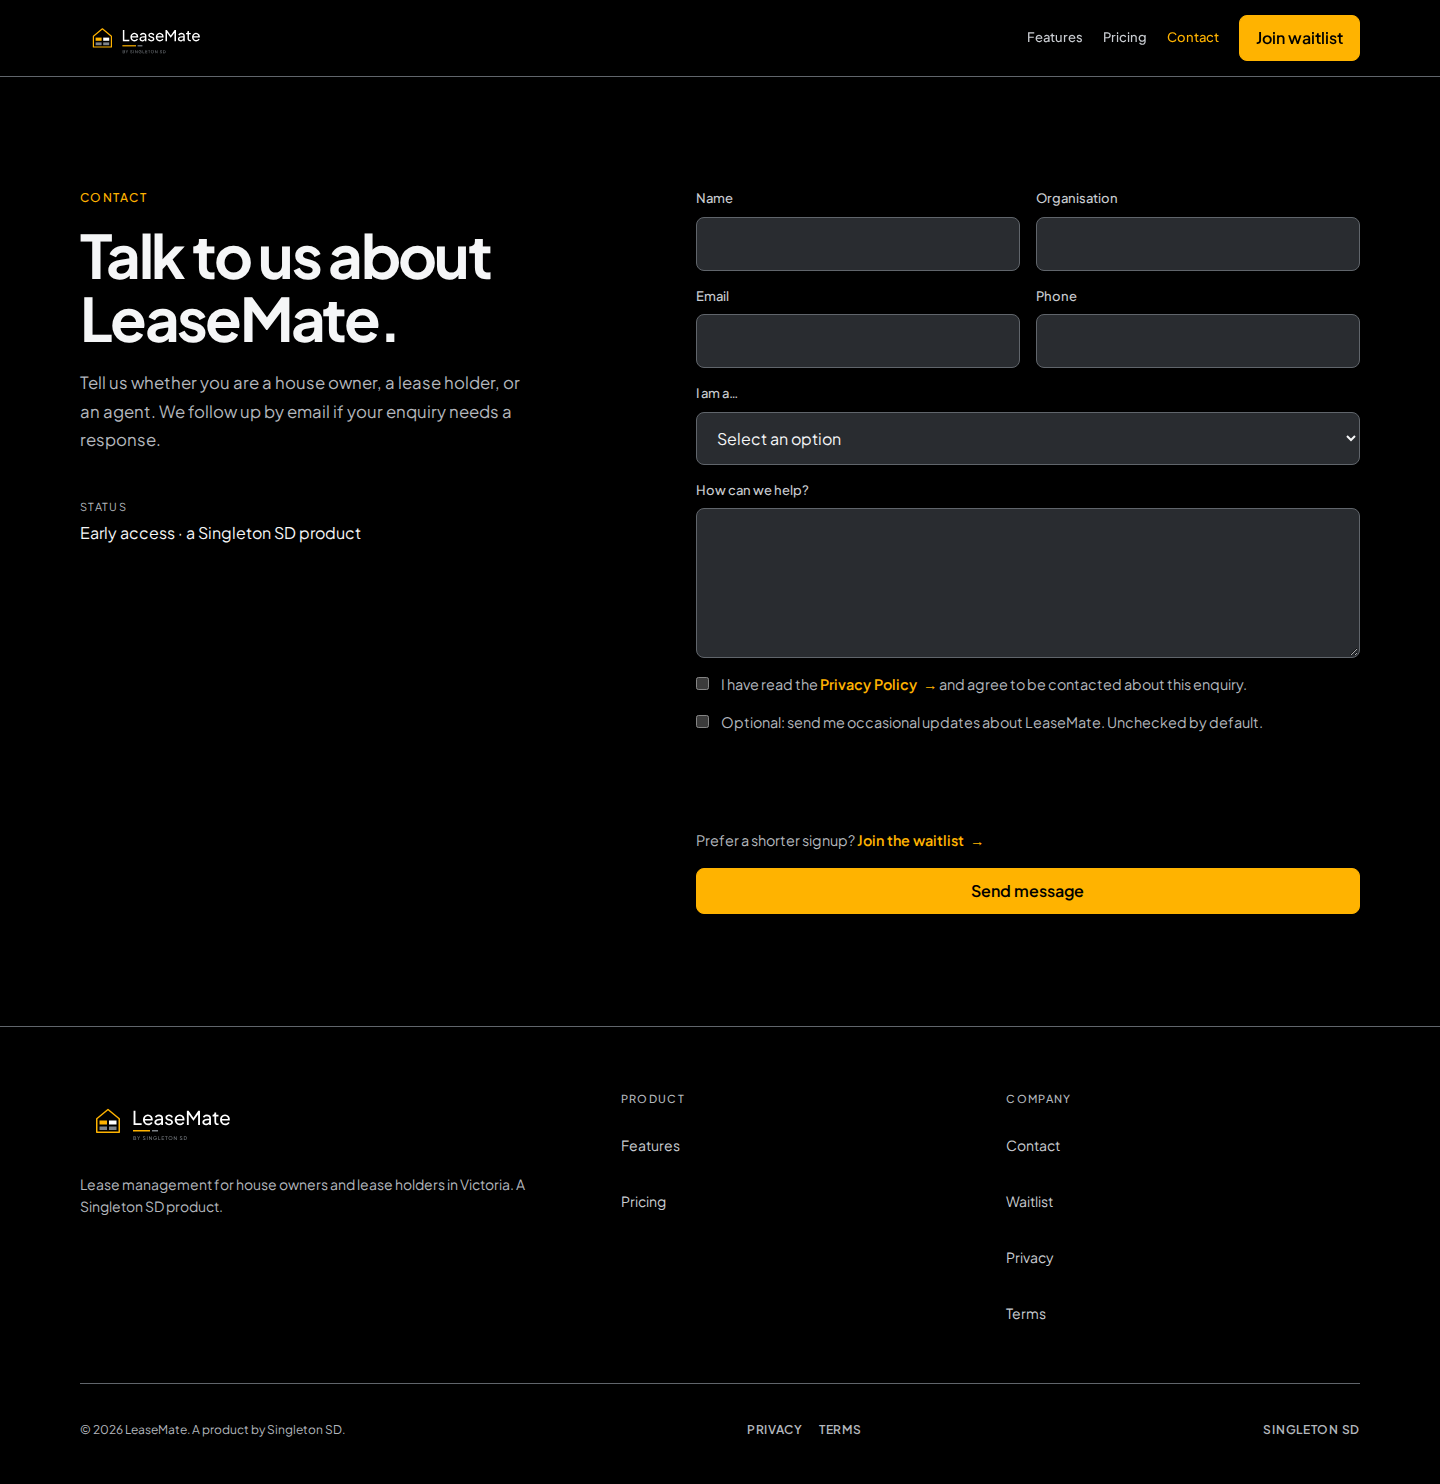 LeaseMate
BY SINGLETON SD
Features
Pricing
Contact
Join waitlist
CONTACT
Talk to us about
LeaseMate.
Tell us whether you are a house owner, a lease holder, or
an agent. We follow up by email if your enquiry needs a
response.
STATUS
Early access · a Singleton SD product
Name
Organisation
Email
Phone
I am a…
Select an option
How can we help?
I have read the Privacy Policy → and agree to be contacted about this enquiry.
Optional: send me occasional updates about LeaseMate. Unchecked by default.
Prefer a shorter signup? Join the waitlist →
Send message
LeaseMate
BY SINGLETON SD
Lease management for house owners and lease holders in Victoria. A
Singleton SD product.
PRODUCT
Features
Pricing
COMPANY
Contact
Waitlist
Privacy
Terms
© 2026 LeaseMate. A product by Singleton SD.
PRIVACY
TERMS
SINGLETON SD